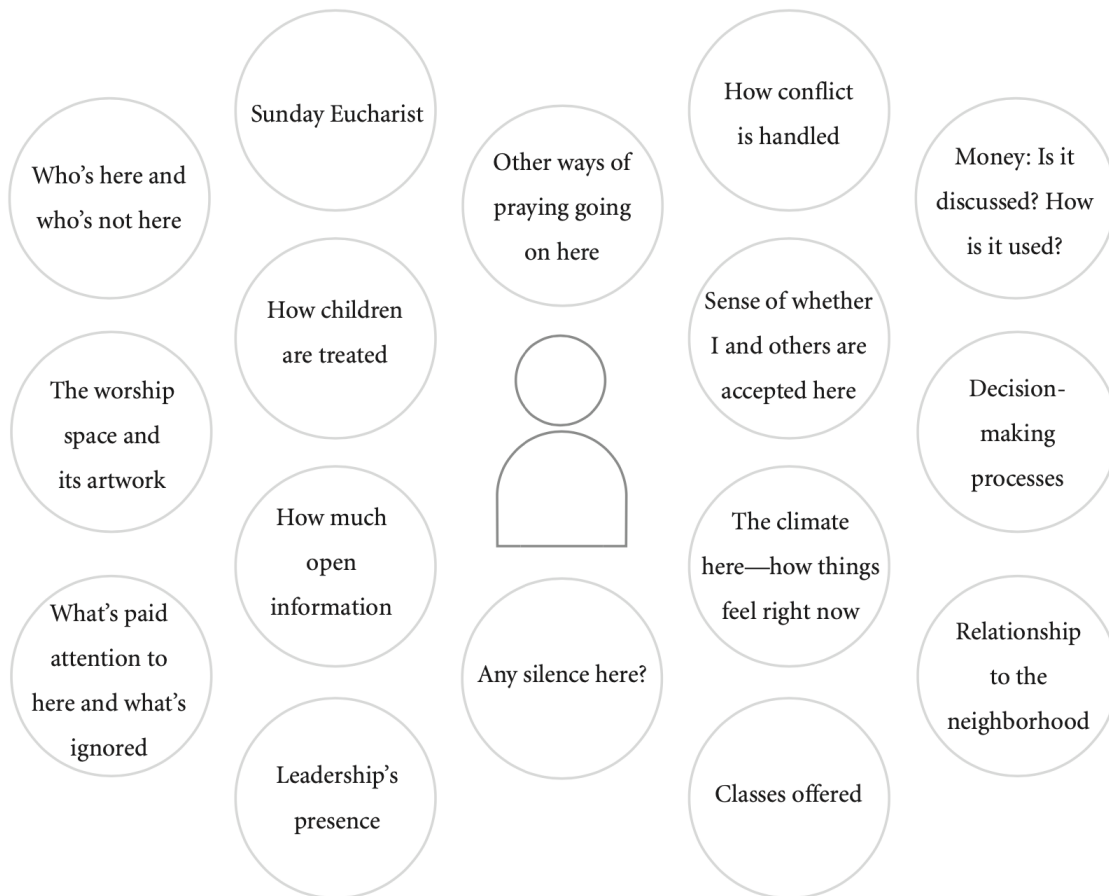 Sunday Eucharist
How conflict
is handled
Who’s here and
who’s not here
Other ways of
praying going
on here
Money: Is it
discussed? How
is it used?
How children
are treated
Sense of whether
I and others are
accepted here
The worship
space and
its artwork
Decision-
making
processes
How much
open
information
The climate
here—how things
feel right now
What’s paid
attention to
here and what’s
ignored
Any silence here?
Relationship
to the
neighborhood
Leadership’s
presence
Classes offered